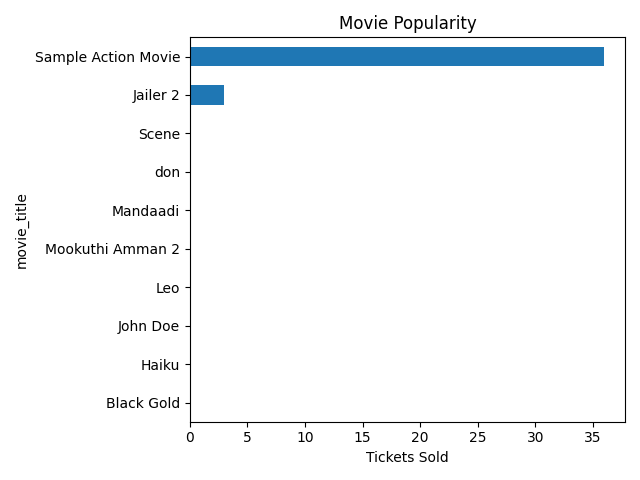 Movie Popularity
Sample Action Movie
Jailer 2
Scene
don
Mandaadi
Mookuthi Amman 2
Leo
John Doe
Haiku
Black Gold
movie_title
0 5 10 15 20 25 30 35
Tickets Sold